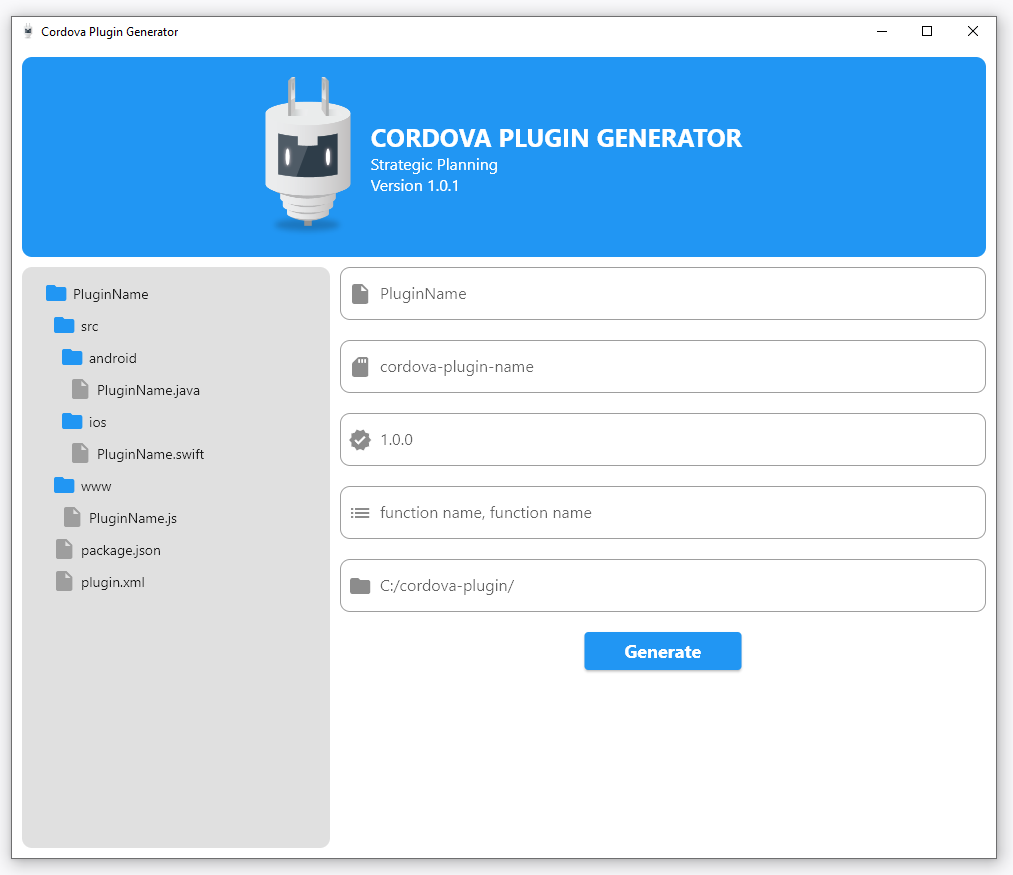 Cordova Plugin Generator
CORDOVA PLUGIN GENERATOR
Strategic Planning
Version 1.0.1
PluginName
src
android
PluginName.java
ios
PluginName.swift
www
PluginName.js
package.json
plugin.xml
PluginName
cordova-plugin-name
1.0.0
function name, function name
C:/cordova-plugin/
Generate